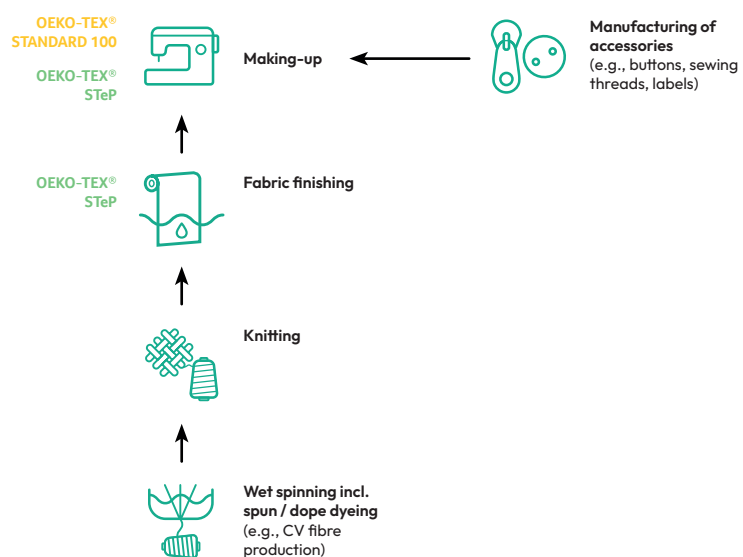 OEKO-TEX®
STANDARD 100
OEKO-TEX®
STeP
Making-up
Manufacturing of
accessories
(e.g., buttons, sewing
threads, labels)
OEKO-TEX®
STeP
Fabric finishing
Knitting
Wet spinning incl.
spun / dope dyeing
(e.g., CV fibre
production)